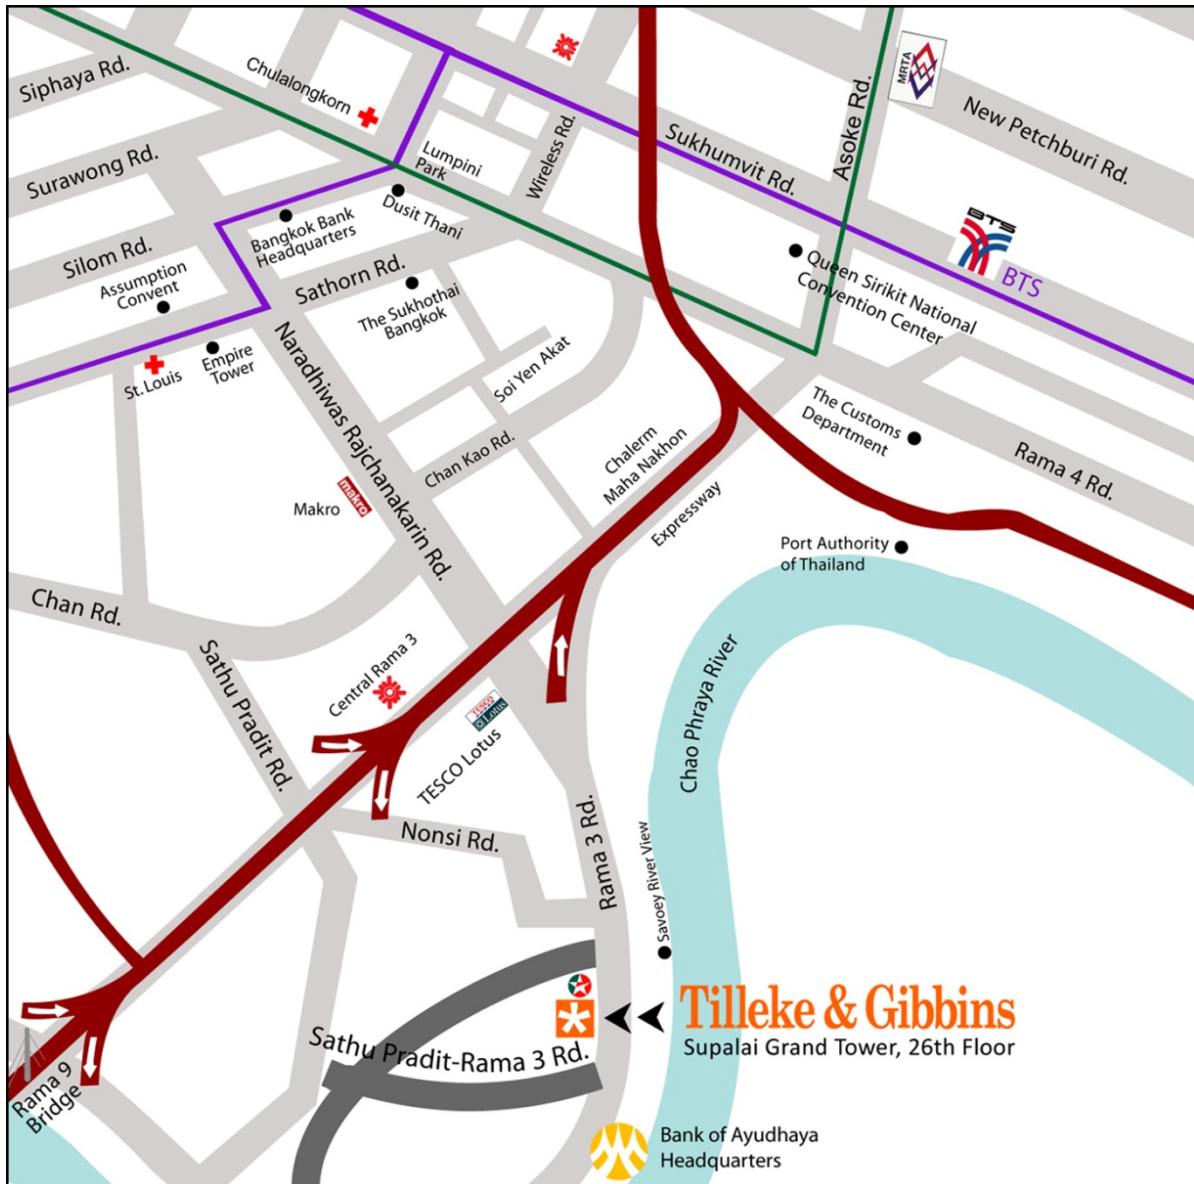 Siphaya Rd.
Chulalongkorn
MRTA
Asoke Rd.
New Petchburi Rd.
Surawong Rd.
Lumpini
Park
Wireless Rd.
Sukhumvit Rd.
Dusit Thani
Bangkok Bank
Headquarters
Silom Rd.
BTS
BTS
Queen Sirikit National
Convention Center
Assumption
Convent
Sathorn Rd.
The Sukhothai
Bangkok
St. Louis
Empire
Tower
Naradhiwas Rajchanakarin Rd.
Soi Yen Akat
The Customs
Department
Chan Kao Rd.
Chalerm
Maha Nakhon
Expressway
Rama 4 Rd.
Makro
makro
Port Authority
of Thailand
Chan Rd.
Sathu Pradit Rd.
Central Rama 3
Chao Phraya River
TESCO
Lotus
TESCO Lotus
Nonsi Rd.
Rama 3 Rd.
Savoey River View
Tilleke & Gibbins
Supalai Grand Tower, 26th Floor
Sathu Pradit-Rama 3 Rd.
Rama 9
Bridge
Bank of Ayudhaya
Headquarters